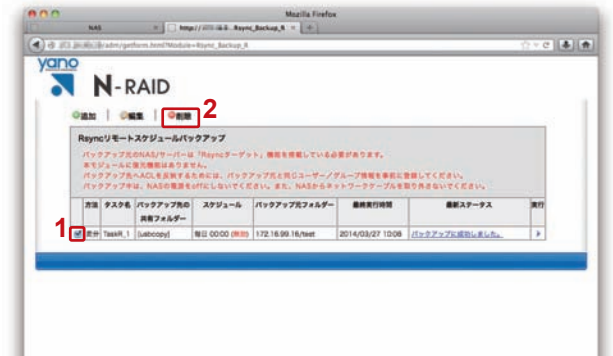 Mozilla Firefox
NAS
http:// Rsync_Backup_R
/adm/getform.html?Module=Rsync_Backup_R
yano
N-RAID
追加 | 編集 | 削除
2
Rsyncリモートスケジュールバックアップ
バックアップ元のNAS/サーバーは「Rsyncターゲット」機能を搭載している必要があります。
本モジュールに復元機能はありません。
バックアップ先へACLを反映するためには、バックアップ元と同じユーザー/グループ情報を事前に登録してください。
バックアップ中は、NASの電源をoffにしないでください。また、NASからネットワークケーブルを取り外さないでください。
方法 タスク名 バックアップ先の共有フォルダー スケジュール バックアップ元フォルダー 最終実行時間 最新ステータス 実行
1
差分 TaskR_1 [usbcopy] 毎日 00:00 (無効) 172.16.99.16/test 2014/03/27 10:06 バックアップに成功しました。